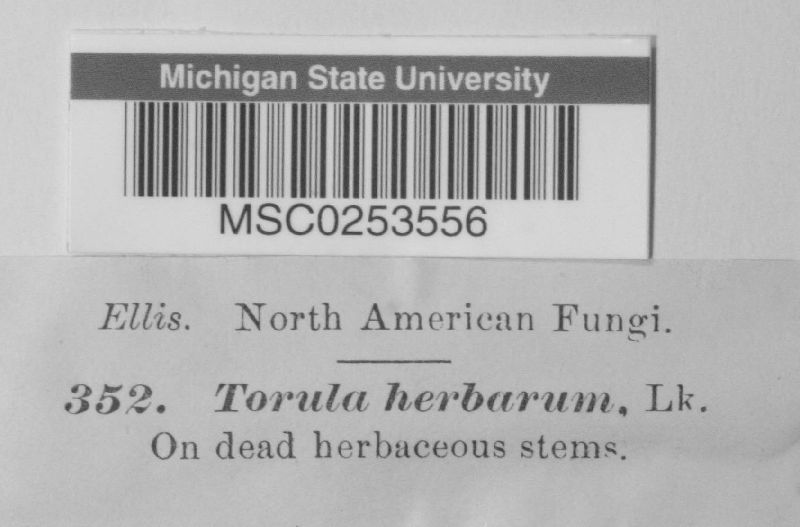 Michigan State University
MSC0253556
Ellis. North American Fungi.
352. Torula herbarum, Lk.
On dead herbaceous stems.